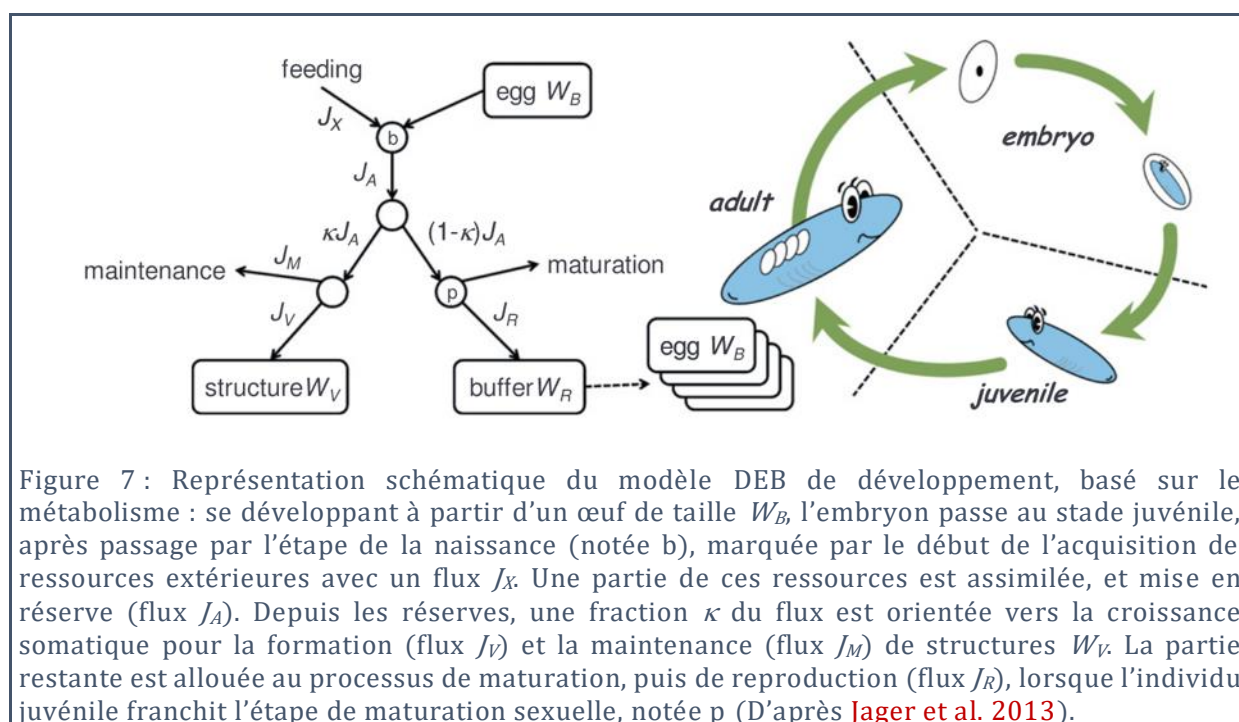 feeding
egg W_B
J_X
b
J_A
κJ_A
(1-κ)J_A
J_M
maintenance
maturation
p
J_V
J_R
structure W_V
buffer W_R
egg W_B
embryo
adult
juvenile
Figure 7 : Représentation schématique du modèle DEB de développement, basé sur le
métabolisme : se développant à partir d'un œuf de taille W_B, l'embryon passe au stade juvénile,
après passage par l'étape de la naissance (notée b), marquée par le début de l'acquisition de
ressources extérieures avec un flux J_X. Une partie de ces ressources est assimilée, et mise en
réserve (flux J_A). Depuis les réserves, une fraction κ du flux est orientée vers la croissance
somatique pour la formation (flux J_V) et la maintenance (flux J_M) de structures W_V. La partie
restante est allouée au processus de maturation, puis de reproduction (flux J_R), lorsque l'individu
juvénile franchit l'étape de maturation sexuelle, notée p (D'après Jager et al. 2013).